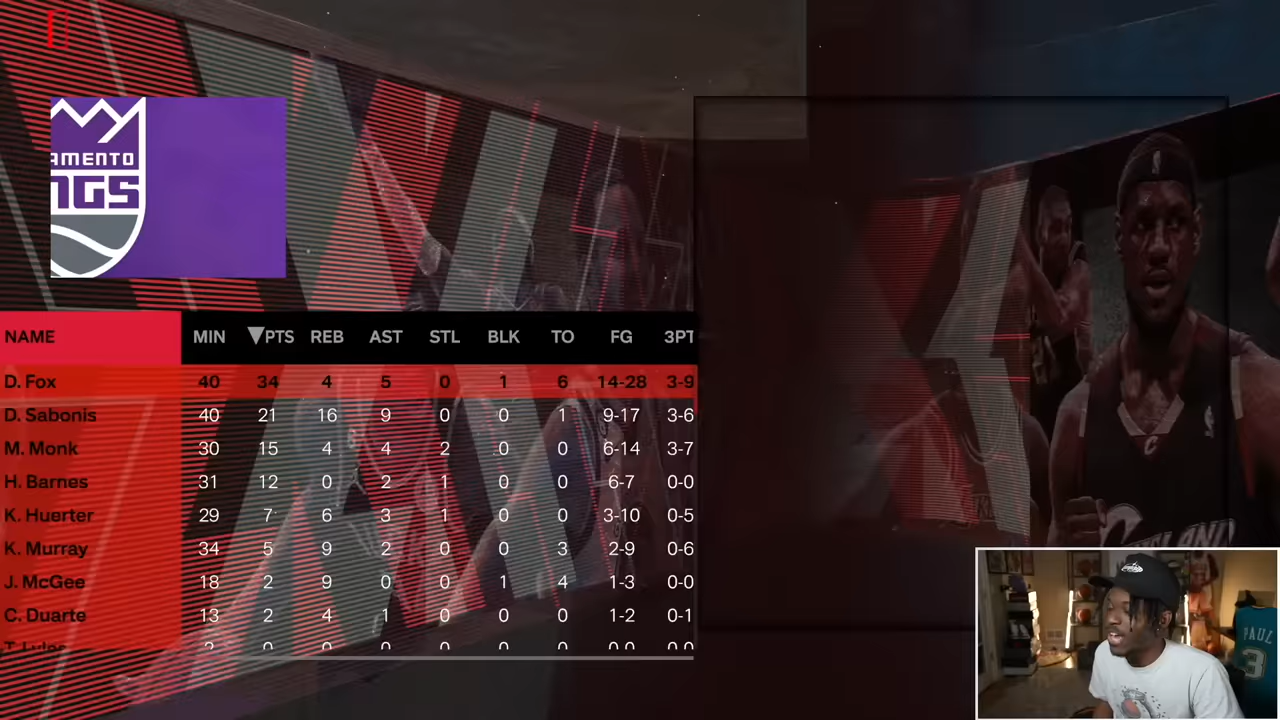 AMENTO
NGS
NAME MIN ▼PTS REB AST STL BLK TO FG 3PT
D. Fox 40 34 4 5 0 1 6 14-28 3-9
D. Sabonis 40 21 16 9 0 0 1 9-17 3-6
M. Monk 30 15 4 4 2 0 0 6-14 3-7
H. Barnes 31 12 0 2 1 0 0 6-7 0-0
K. Huerter 29 7 6 3 1 0 0 3-10 0-5
K. Murray 34 5 9 2 0 0 3 2-9 0-6
J. McGee 18 2 9 0 0 1 4 1-3 0-0
C. Duarte 13 2 4 1 0 0 0 1-2 0-1
PAUL
3